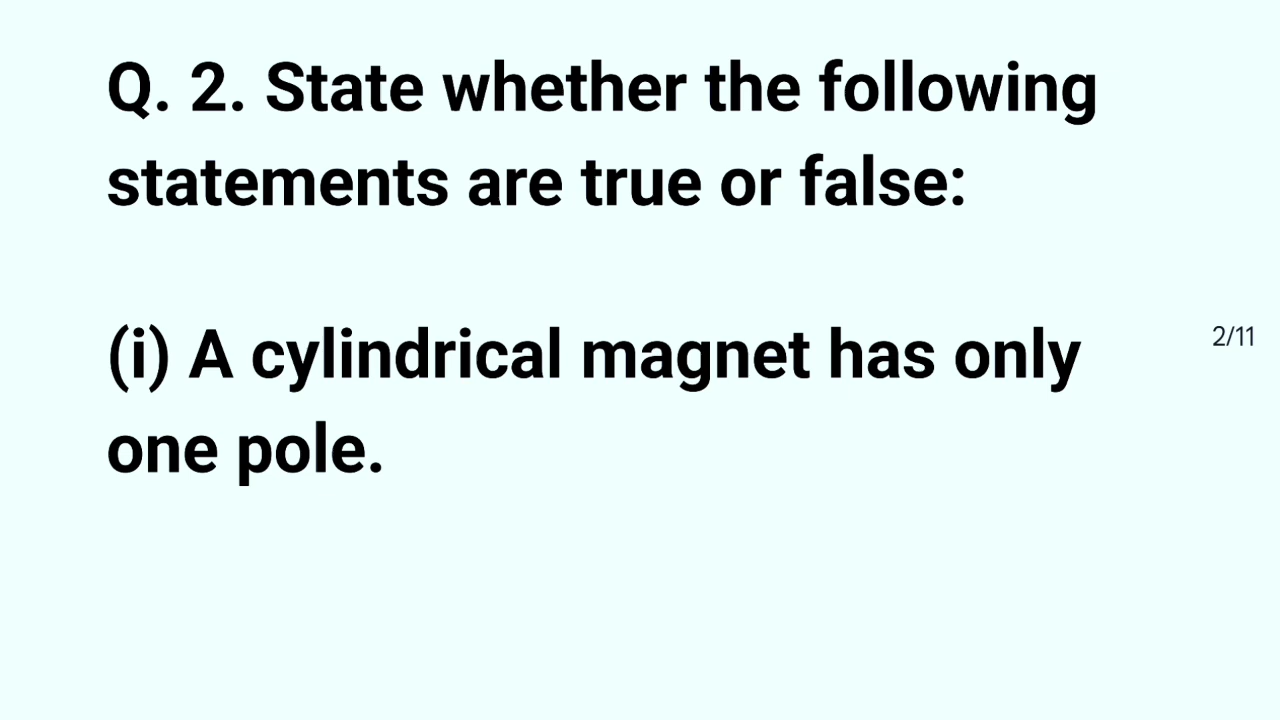 Q. 2. State whether the following
statements are true or false:
(i) A cylindrical magnet has only
2/11
one pole.